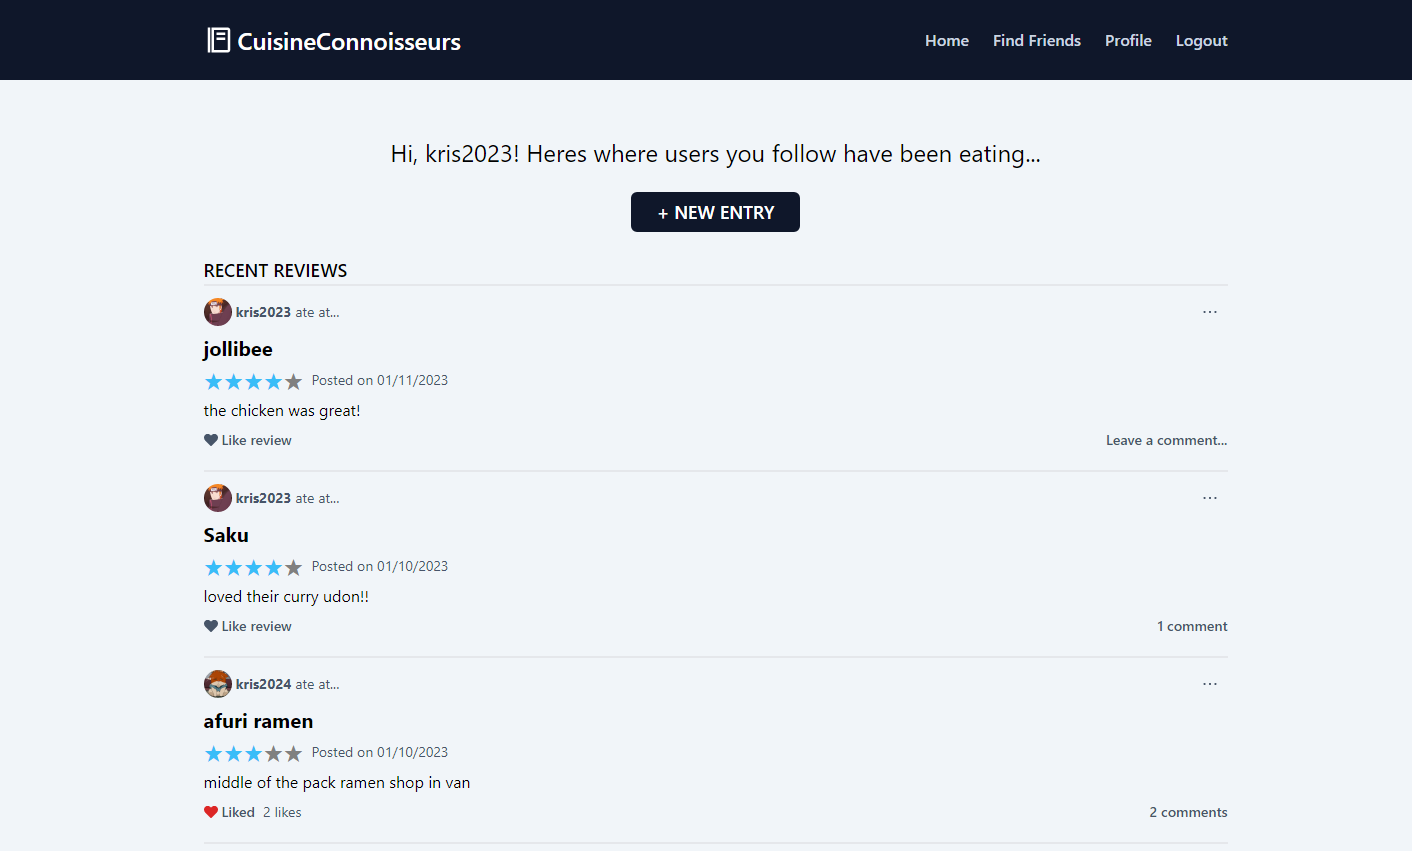 CuisineConnoisseurs Home Find Friends Profile Logout
Hi, kris2023! Heres where users you follow have been eating...
+ NEW ENTRY
RECENT REVIEWS
kris2023 ate at... ...
jollibee
★★★★★ Posted on 01/11/2023
the chicken was great!
Like review Leave a comment...
kris2023 ate at... ...
Saku
★★★★★ Posted on 01/10/2023
loved their curry udon!!
Like review 1 comment
kris2024 ate at... ...
afuri ramen
★★★★★ Posted on 01/10/2023
middle of the pack ramen shop in van
Liked 2 likes 2 comments